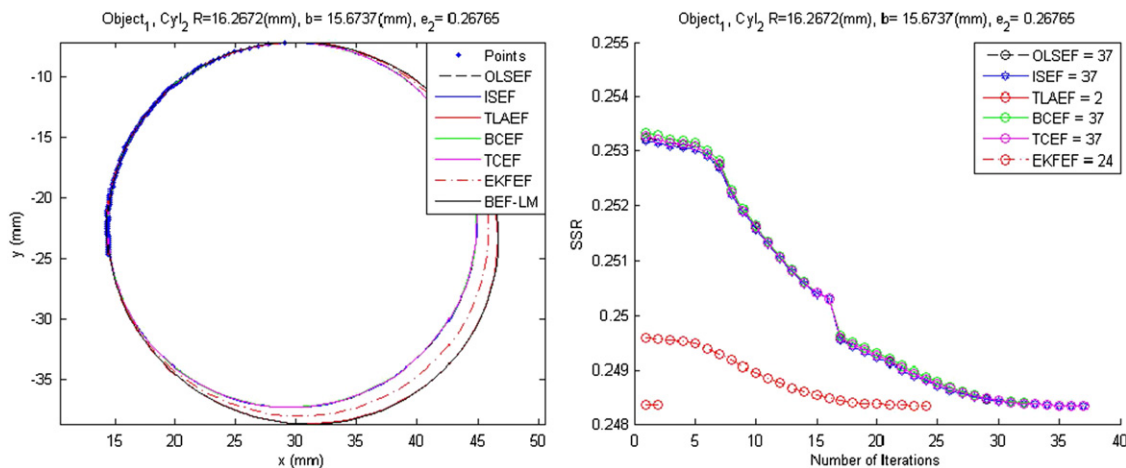 Object1, Cyl2 R=16.2672(mm), b= 15.6737(mm), e2= 0.26765
-10
-15
-20
-25
-30
-35
y (mm)
15
20
25
30
35
40
45
50
x (mm)
Points
OLSEF
ISEF
TLAEF
BCEF
TCEF
EKFEF
BEF-LM
Object1, Cyl2 R=16.2672(mm), b= 15.6737(mm), e2= 0.26765
0.255
0.254
0.253
0.252
0.251
0.25
0.249
0.248
SSR
0
5
10
15
20
25
30
35
40
Number of Iterations
OLSEF = 37
ISEF = 37
TLAEF = 2
BCEF = 37
TCEF = 37
EKFEF = 24